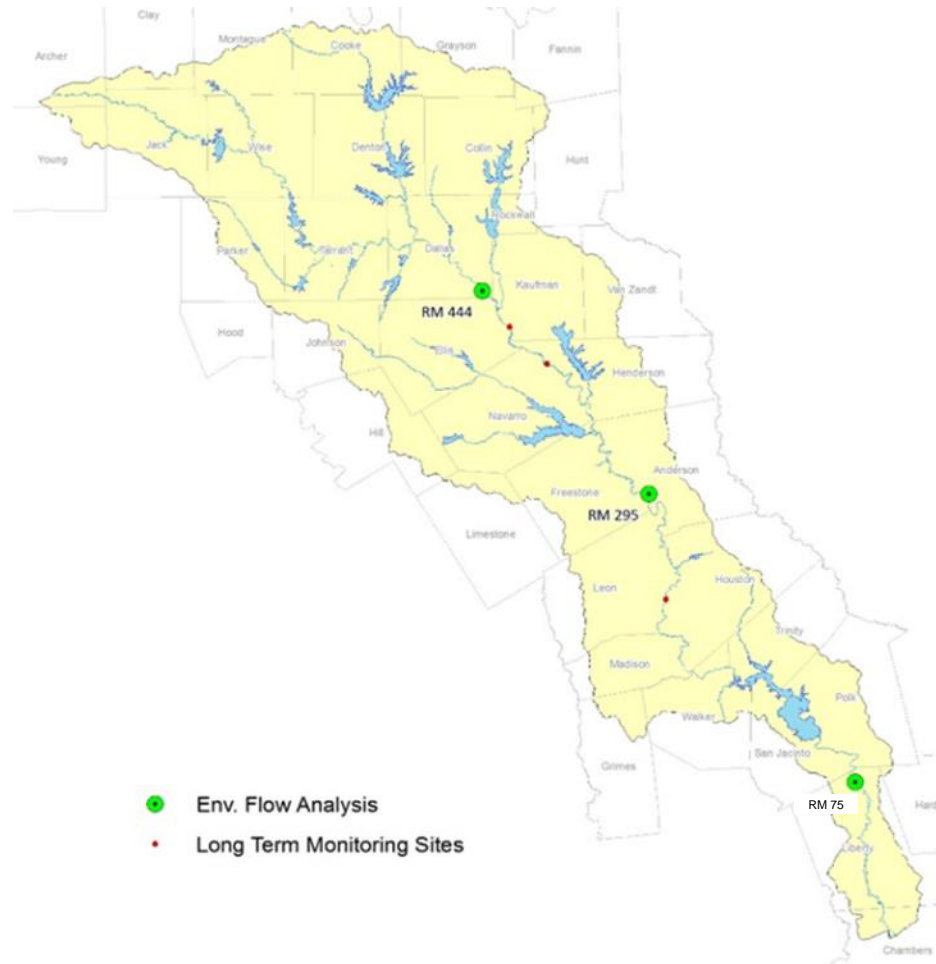 Clay
Montague
Cooke
Grayson
Fannin
Archer
Jack
Wise
Denton
Collin
Hunt
Young
Rockwall
Parker
Tarrant
Dallas
Kaufman
Van Zandt
RM 444
Hood
Johnson
Ellis
Henderson
Navarro
Hill
Anderson
Freestone
RM 295
Limestone
Leon
Houston
Trinity
Madison
Polk
Walker
San Jacinto
Grimes
Env. Flow Analysis
RM 75
Hard
Long Term Monitoring Sites
Liberty
Chambers